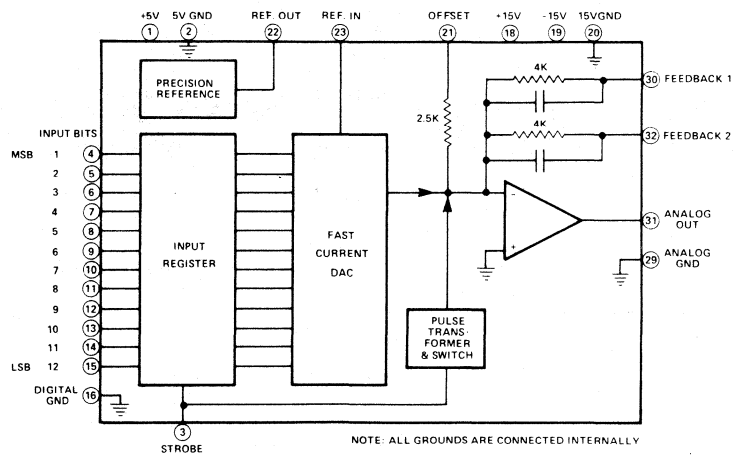 +5V 5V GND REF. OUT REF. IN OFFSET +15V -15V 15VGND
1 2 22 23 21 18 19 20
PRECISION
REFERENCE
4K
30 FEEDBACK 1
2.5K
4K
32 FEEDBACK 2
INPUT BITS
MSB 1 4
2 5
3 6
4 7
5 8
6 9
7 10
8 11
9 12
10 13
11 14
LSB 12 15
INPUT
REGISTER
FAST
CURRENT
DAC
-
+
31 ANALOG
OUT
29 ANALOG
GND
PULSE
TRANS-
FORMER
& SWITCH
DIGITAL
GND 16
3
STROBE
NOTE: ALL GROUNDS ARE CONNECTED INTERNALLY